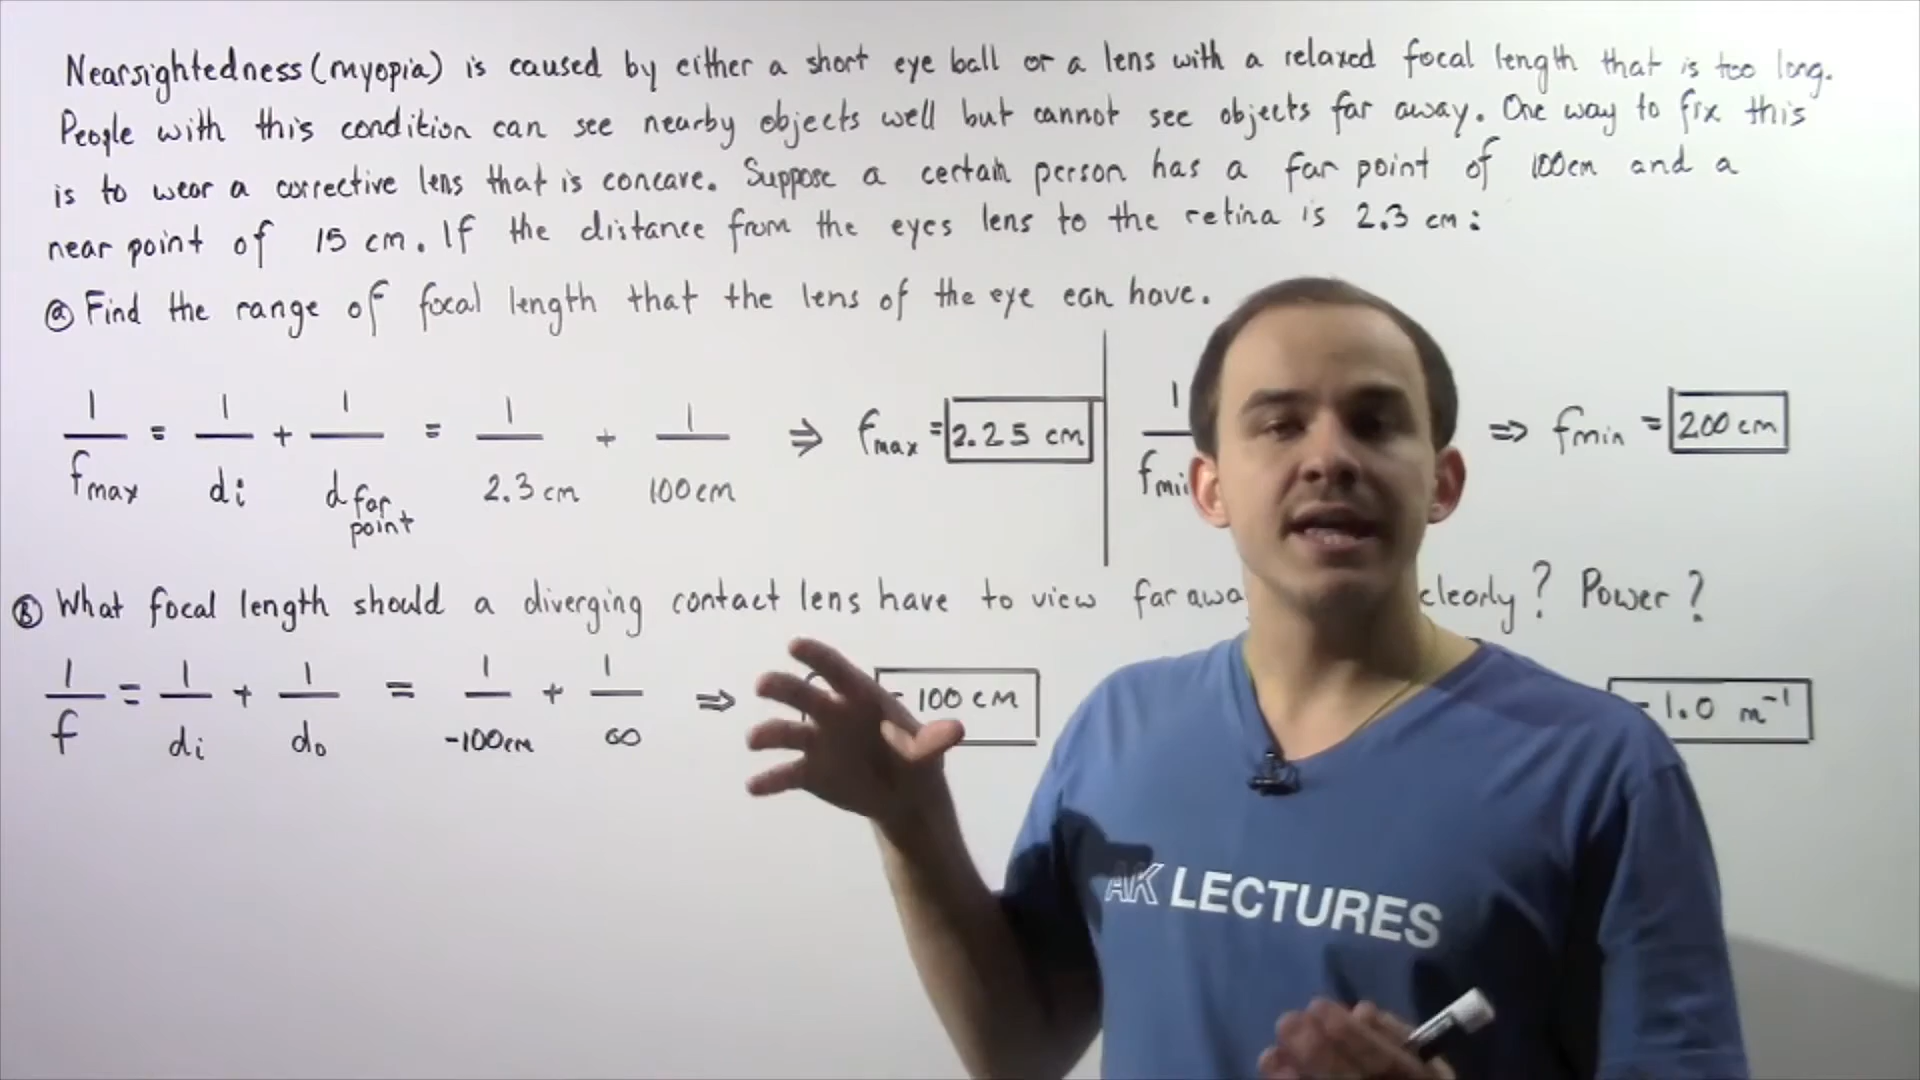 Nearsightedness (myopia) is caused by either a short eye ball or a lens with a relaxed focal length that is too long.
People with this condition can see nearby objects well but cannot see objects far away. One way to fix this
is to wear a corrective lens that is concave. Suppose a certain person has a far point of 100cm and a
near point of 15 cm. If the distance from the eyes lens to the retina is 2.3 cm:
(a) Find the range of focal length that the lens of the eye can have.
1/fmax = 1/di + 1/dfar point = 1/2.3 cm + 1/100cm ⇒ fmax = 2.25 cm
1/fmi ⇒ fmin = 200 cm
(B) What focal length should a diverging contact lens have to view far clearly? Power?
1/f = 1/di + 1/do = 1/-100cm + 1/∞ ⇒ - 100 cm
-1.0 m⁻¹
AK LECTURES